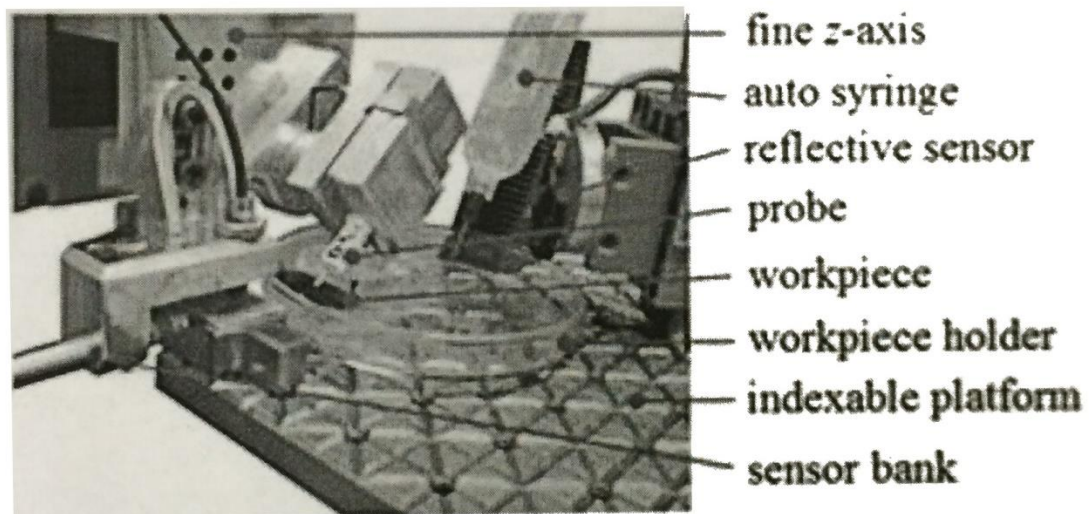 fine z-axis
auto syringe
reflective sensor
probe
workpiece
workpiece holder
indexable platform
sensor bank